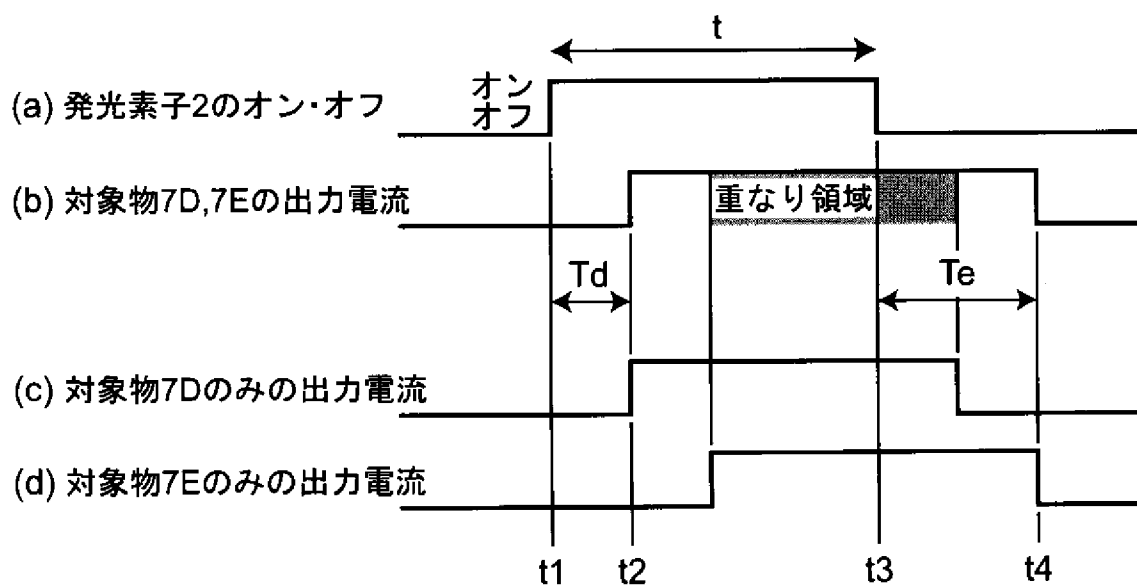 t
オン
(a) 発光素子2のオン・オフ
オフ
(b) 対象物7D,7Eの出力電流
重なり領域
Td
Te
(c) 対象物7Dのみの出力電流
(d) 対象物7Eのみの出力電流
t1 t2 t3 t4